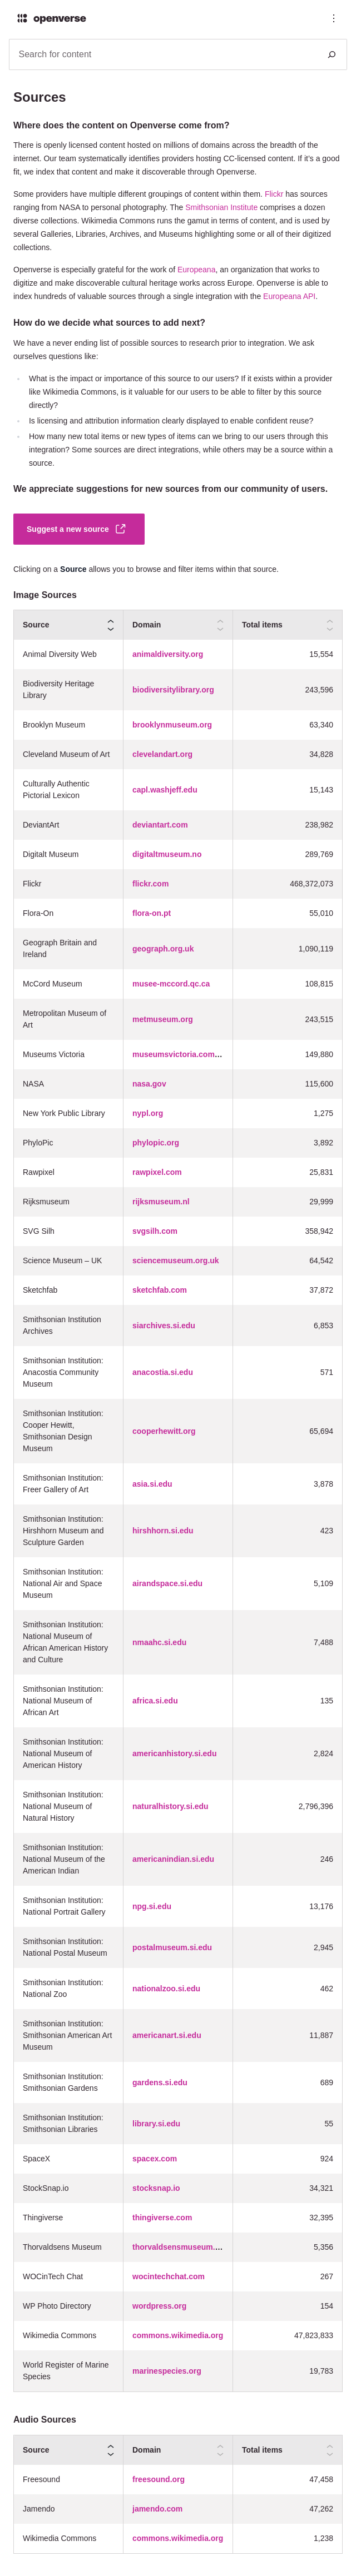 openverse
Search for content
Sources
Where does the content on Openverse come from?
There is openly licensed content hosted on millions of domains across the breadth of the
internet. Our team systematically identifies providers hosting CC-licensed content. If it's a good
fit, we index that content and make it discoverable through Openverse.
Some providers have multiple different groupings of content within them. Flickr has sources
ranging from NASA to personal photography. The Smithsonian Institute comprises a dozen
diverse collections. Wikimedia Commons runs the gamut in terms of content, and is used by
several Galleries, Libraries, Archives, and Museums highlighting some or all of their digitized
collections.
Openverse is especially grateful for the work of Europeana, an organization that works to
digitize and make discoverable cultural heritage works across Europe. Openverse is able to
index hundreds of valuable sources through a single integration with the Europeana API.
How do we decide what sources to add next?
We have a never ending list of possible sources to research prior to integration. We ask
ourselves questions like:
What is the impact or importance of this source to our users? If it exists within a provider
like Wikimedia Commons, is it valuable for our users to be able to filter by this source
directly?
Is licensing and attribution information clearly displayed to enable confident reuse?
How many new total items or new types of items can we bring to our users through this
integration? Some sources are direct integrations, while others may be a source within a
source.
We appreciate suggestions for new sources from our community of users.
Suggest a new source
Clicking on a Source allows you to browse and filter items within that source.
Image Sources
Source Domain Total items
Animal Diversity Web animaldiversity.org 15,554
Biodiversity Heritage
Library biodiversitylibrary.org 243,596
Brooklyn Museum brooklynmuseum.org 63,340
Cleveland Museum of Art clevelandart.org 34,828
Culturally Authentic
Pictorial Lexicon capl.washjeff.edu 15,143
DeviantArt deviantart.com 238,982
Digitalt Museum digitaltmuseum.no 289,769
Flickr flickr.com 468,372,073
Flora-On flora-on.pt 55,010
Geograph Britain and
Ireland geograph.org.uk 1,090,119
McCord Museum musee-mccord.qc.ca 108,815
Metropolitan Museum of
Art metmuseum.org 243,515
Museums Victoria museumsvictoria.com... 149,880
NASA nasa.gov 115,600
New York Public Library nypl.org 1,275
PhyloPic phylopic.org 3,892
Rawpixel rawpixel.com 25,831
Rijksmuseum rijksmuseum.nl 29,999
SVG Silh svgsilh.com 358,942
Science Museum – UK sciencemuseum.org.uk 64,542
Sketchfab sketchfab.com 37,872
Smithsonian Institution
Archives siarchives.si.edu 6,853
Smithsonian Institution:
Anacostia Community
Museum anacostia.si.edu 571
Smithsonian Institution:
Cooper Hewitt,
Smithsonian Design
Museum cooperhewitt.org 65,694
Smithsonian Institution:
Freer Gallery of Art asia.si.edu 3,878
Smithsonian Institution:
Hirshhorn Museum and
Sculpture Garden hirshhorn.si.edu 423
Smithsonian Institution:
National Air and Space
Museum airandspace.si.edu 5,109
Smithsonian Institution:
National Museum of
African American History
and Culture nmaahc.si.edu 7,488
Smithsonian Institution:
National Museum of
African Art africa.si.edu 135
Smithsonian Institution:
National Museum of
American History americanhistory.si.edu 2,824
Smithsonian Institution:
National Museum of
Natural History naturalhistory.si.edu 2,796,396
Smithsonian Institution:
National Museum of the
American Indian americanindian.si.edu 246
Smithsonian Institution:
National Portrait Gallery npg.si.edu 13,176
Smithsonian Institution:
National Postal Museum postalmuseum.si.edu 2,945
Smithsonian Institution:
National Zoo nationalzoo.si.edu 462
Smithsonian Institution:
Smithsonian American Art
Museum americanart.si.edu 11,887
Smithsonian Institution:
Smithsonian Gardens gardens.si.edu 689
Smithsonian Institution:
Smithsonian Libraries library.si.edu 55
SpaceX spacex.com 924
StockSnap.io stocksnap.io 34,321
Thingiverse thingiverse.com 32,395
Thorvaldsens Museum thorvaldsensmuseum.... 5,356
WOCinTech Chat wocintechchat.com 267
WP Photo Directory wordpress.org 154
Wikimedia Commons commons.wikimedia.org 47,823,833
World Register of Marine
Species marinespecies.org 19,783
Audio Sources
Source Domain Total items
Freesound freesound.org 47,458
Jamendo jamendo.com 47,262
Wikimedia Commons commons.wikimedia.org 1,238